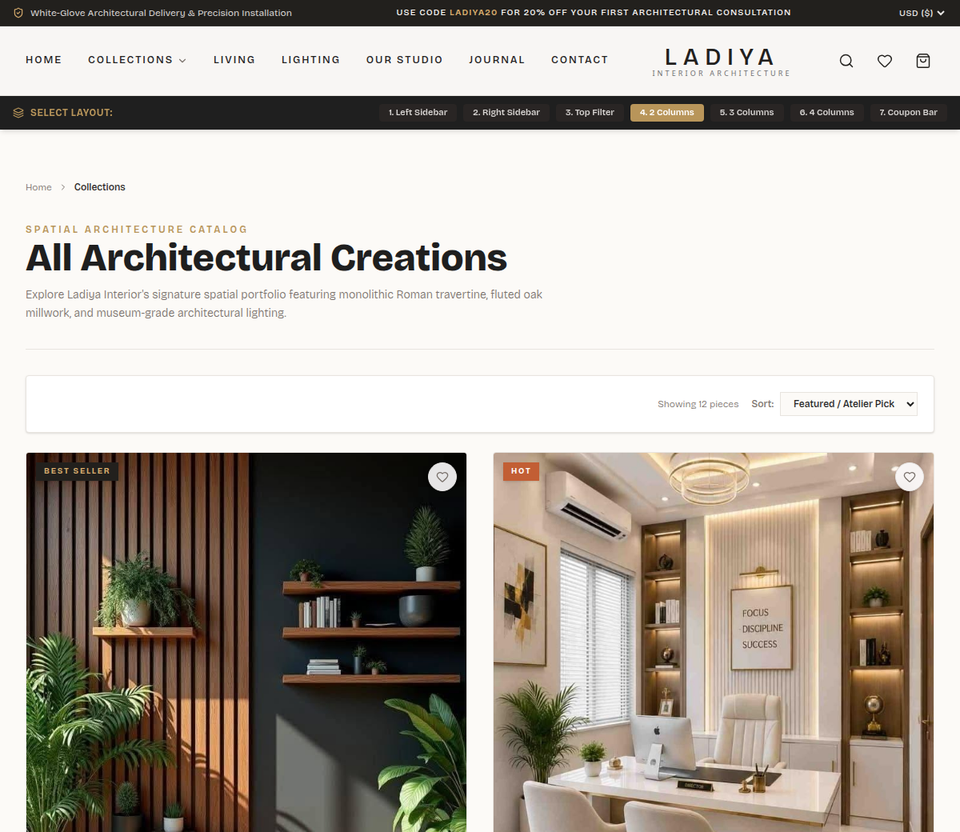 White-Glove Architectural Delivery & Precision Installation
USE CODE LADIYA20 FOR 20% OFF YOUR FIRST ARCHITECTURAL CONSULTATION
USD ($)
HOME
COLLECTIONS
LIVING
LIGHTING
OUR STUDIO
JOURNAL
CONTACT
LADIYA
INTERIOR ARCHITECTURE
SELECT LAYOUT:
1. Left Sidebar
2. Right Sidebar
3. Top Filter
4. 2 Columns
5. 3 Columns
6. 4 Columns
7. Coupon Bar
Home
Collections
SPATIAL ARCHITECTURE CATALOG
All Architectural Creations
Explore Ladiya Interior's signature spatial portfolio featuring monolithic Roman travertine, fluted oak
millwork, and museum-grade architectural lighting.
Showing 12 pieces
Sort:
Featured / Atelier Pick
BEST SELLER
HOT
FOCUS
DISCIPLINE
SUCCESS
DIRECTOR